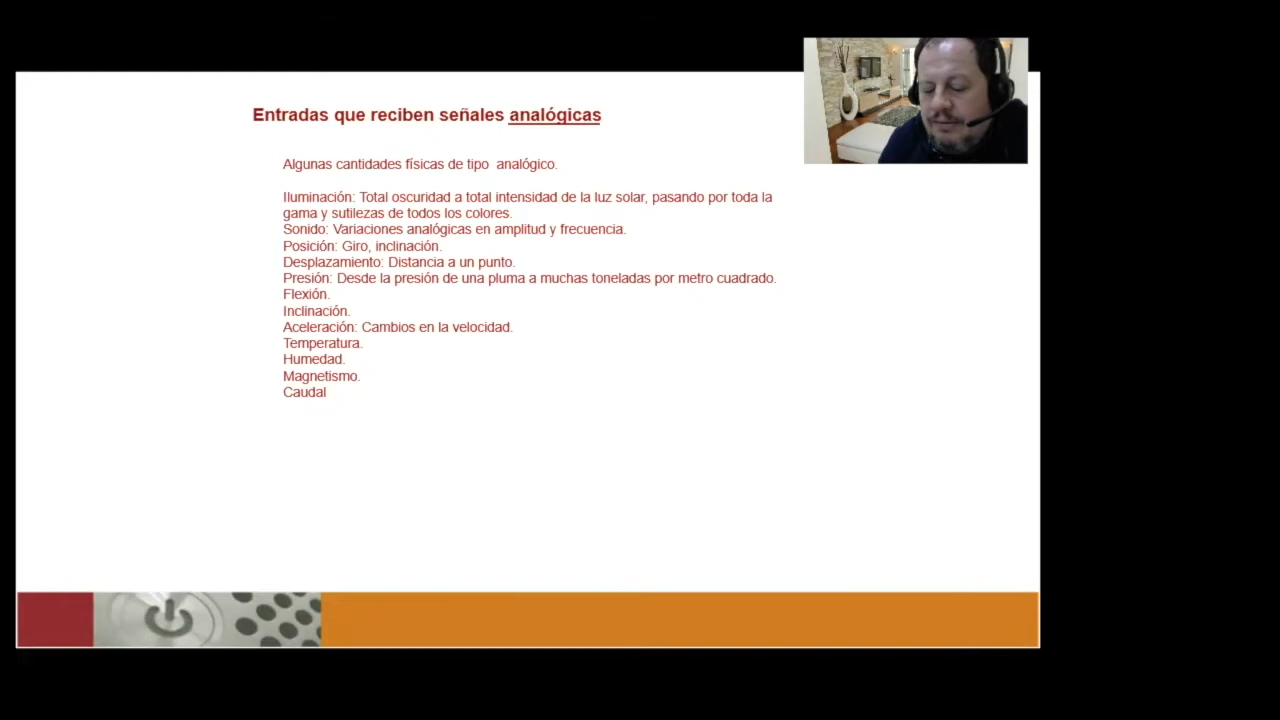 Entradas que reciben señales analógicas
Algunas cantidades físicas de tipo  analógico.
Iluminación: Total oscuridad a total intensidad de la luz solar, pasando por toda la
gama y sutilezas de todos los colores.
Sonido: Variaciones analógicas en amplitud y frecuencia.
Posición: Giro, inclinación.
Desplazamiento: Distancia a un punto.
Presión: Desde la presión de una pluma a muchas toneladas por metro cuadrado.
Flexión.
Inclinación.
Aceleración: Cambios en la velocidad.
Temperatura.
Humedad.
Magnetismo.
Caudal